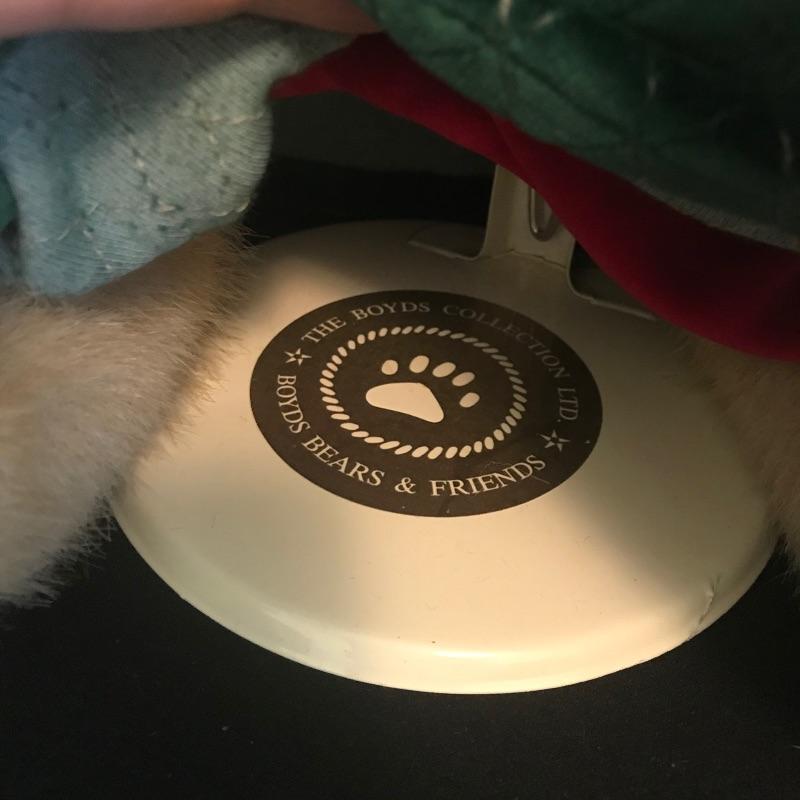 THE BOYDS COLLECTION LTD.
BOYDS BEARS & FRIENDS